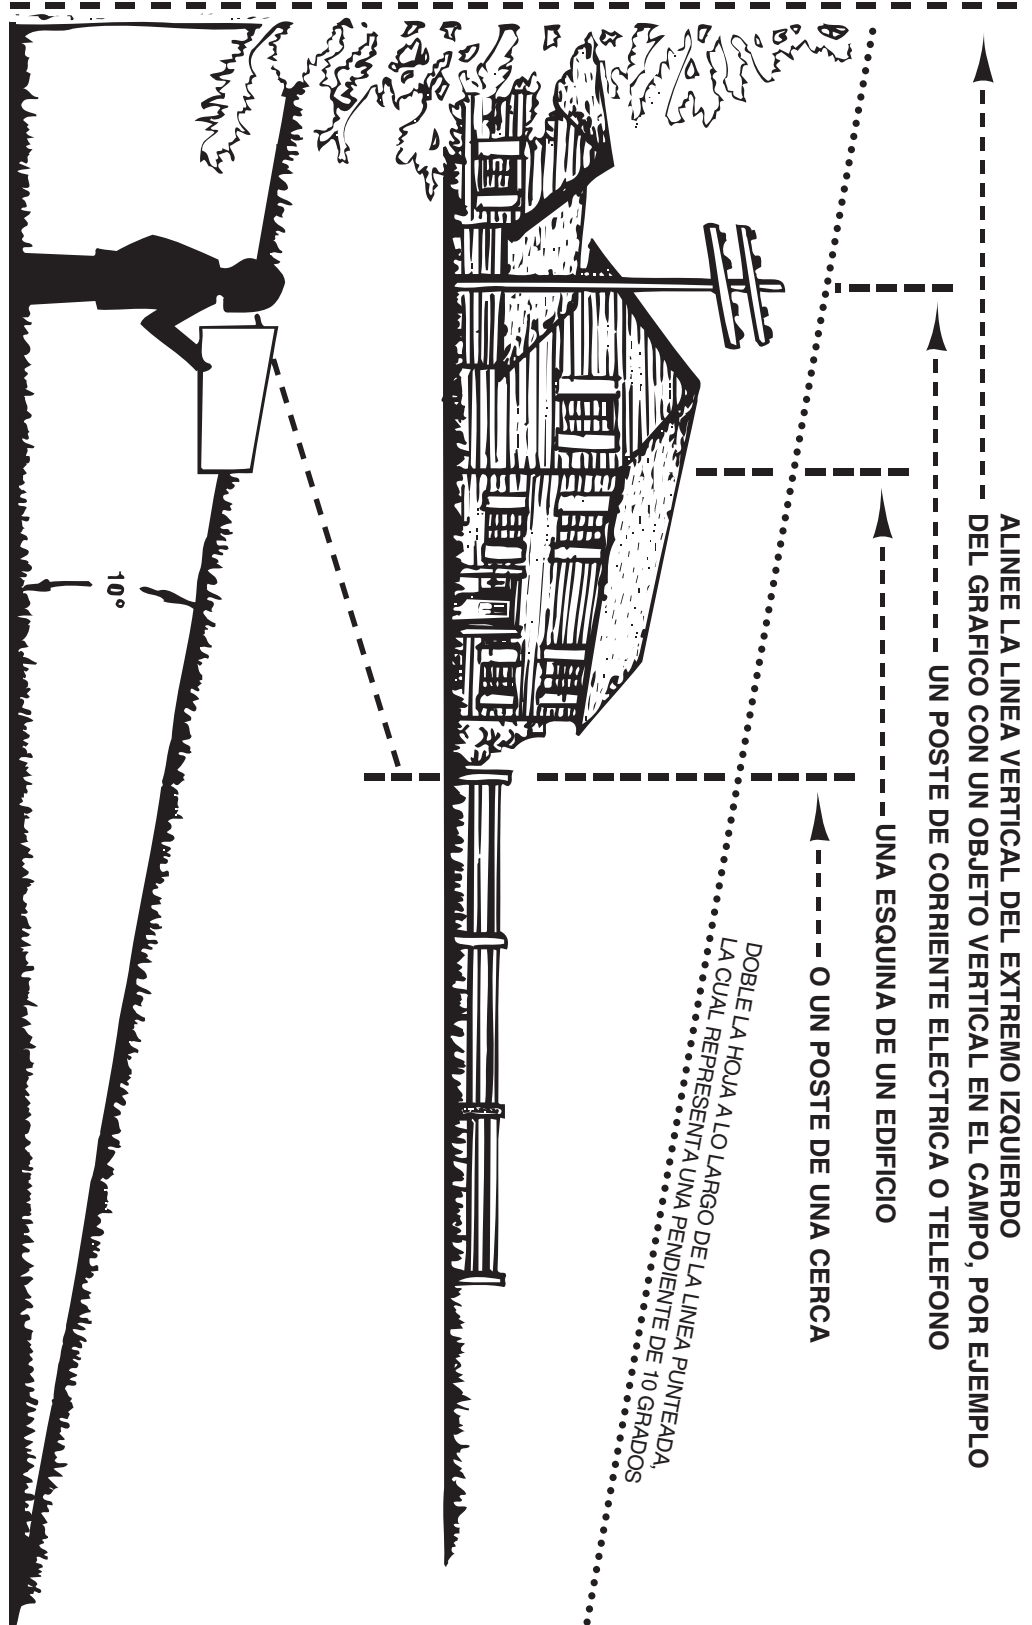 ALINEE LA LINEA VERTICAL DEL EXTREMO IZQUIERDO
DEL GRAFICO CON UN OBJETO VERTICAL EN EL CAMPO, POR EJEMPLO
UN POSTE DE CORRIENTE ELECTRICA O TELEFONO
UNA ESQUINA DE UN EDIFICIO
O UN POSTE DE UNA CERCA
DOBLE LA HOJA A LO LARGO DE LA LINEA PUNTEADA,
LA CUAL REPRESENTA UNA PENDIENTE DE 10 GRADOS
10°